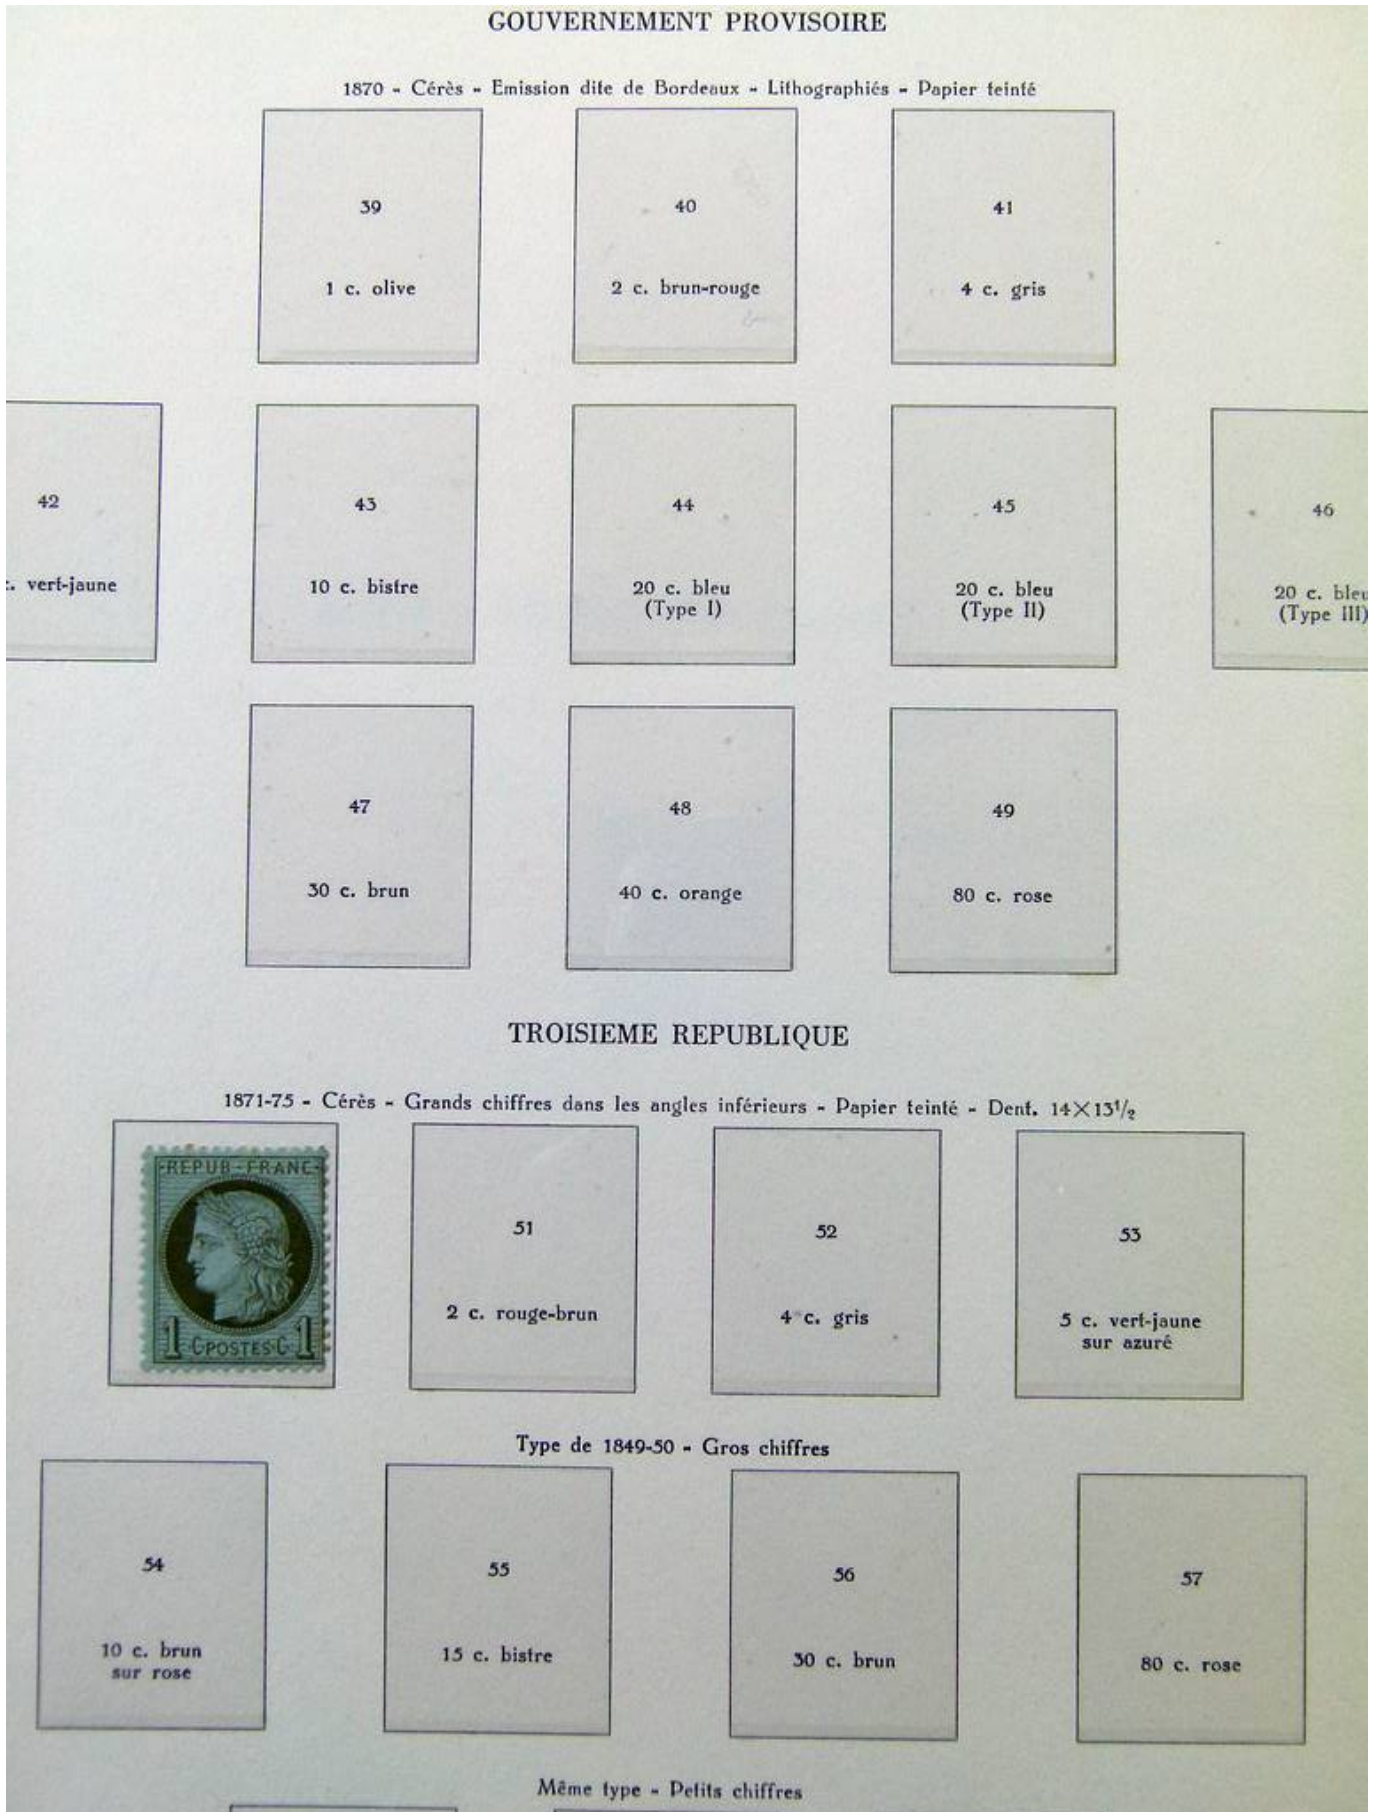 GOUVERNEMENT PROVISOIRE
1870 - Cérès - Emission dite de Bordeaux - Lithographiés - Papier teinté
39
1 c. olive
40
2 c. brun-rouge
41
4 c. gris
42
c. vert-jaune
43
10 c. bistre
44
20 c. bleu
(Type I)
45
20 c. bleu
(Type II)
46
20 c. bleu
(Type III)
47
30 c. brun
48
40 c. orange
49
80 c. rose
TROISIEME REPUBLIQUE
1871-75 - Cérès - Grands chiffres dans les angles inférieurs - Papier teinté - Dent. 14×13½
REPUB-FRANC-
1 C·POSTES·C 1
51
2 c. rouge-brun
52
4 c. gris
53
5 c. vert-jaune
sur azuré
Type de 1849-50 - Gros chiffres
54
10 c. brun
sur rose
55
15 c. bistre
56
30 c. brun
57
80 c. rose
Même type - Petits chiffres